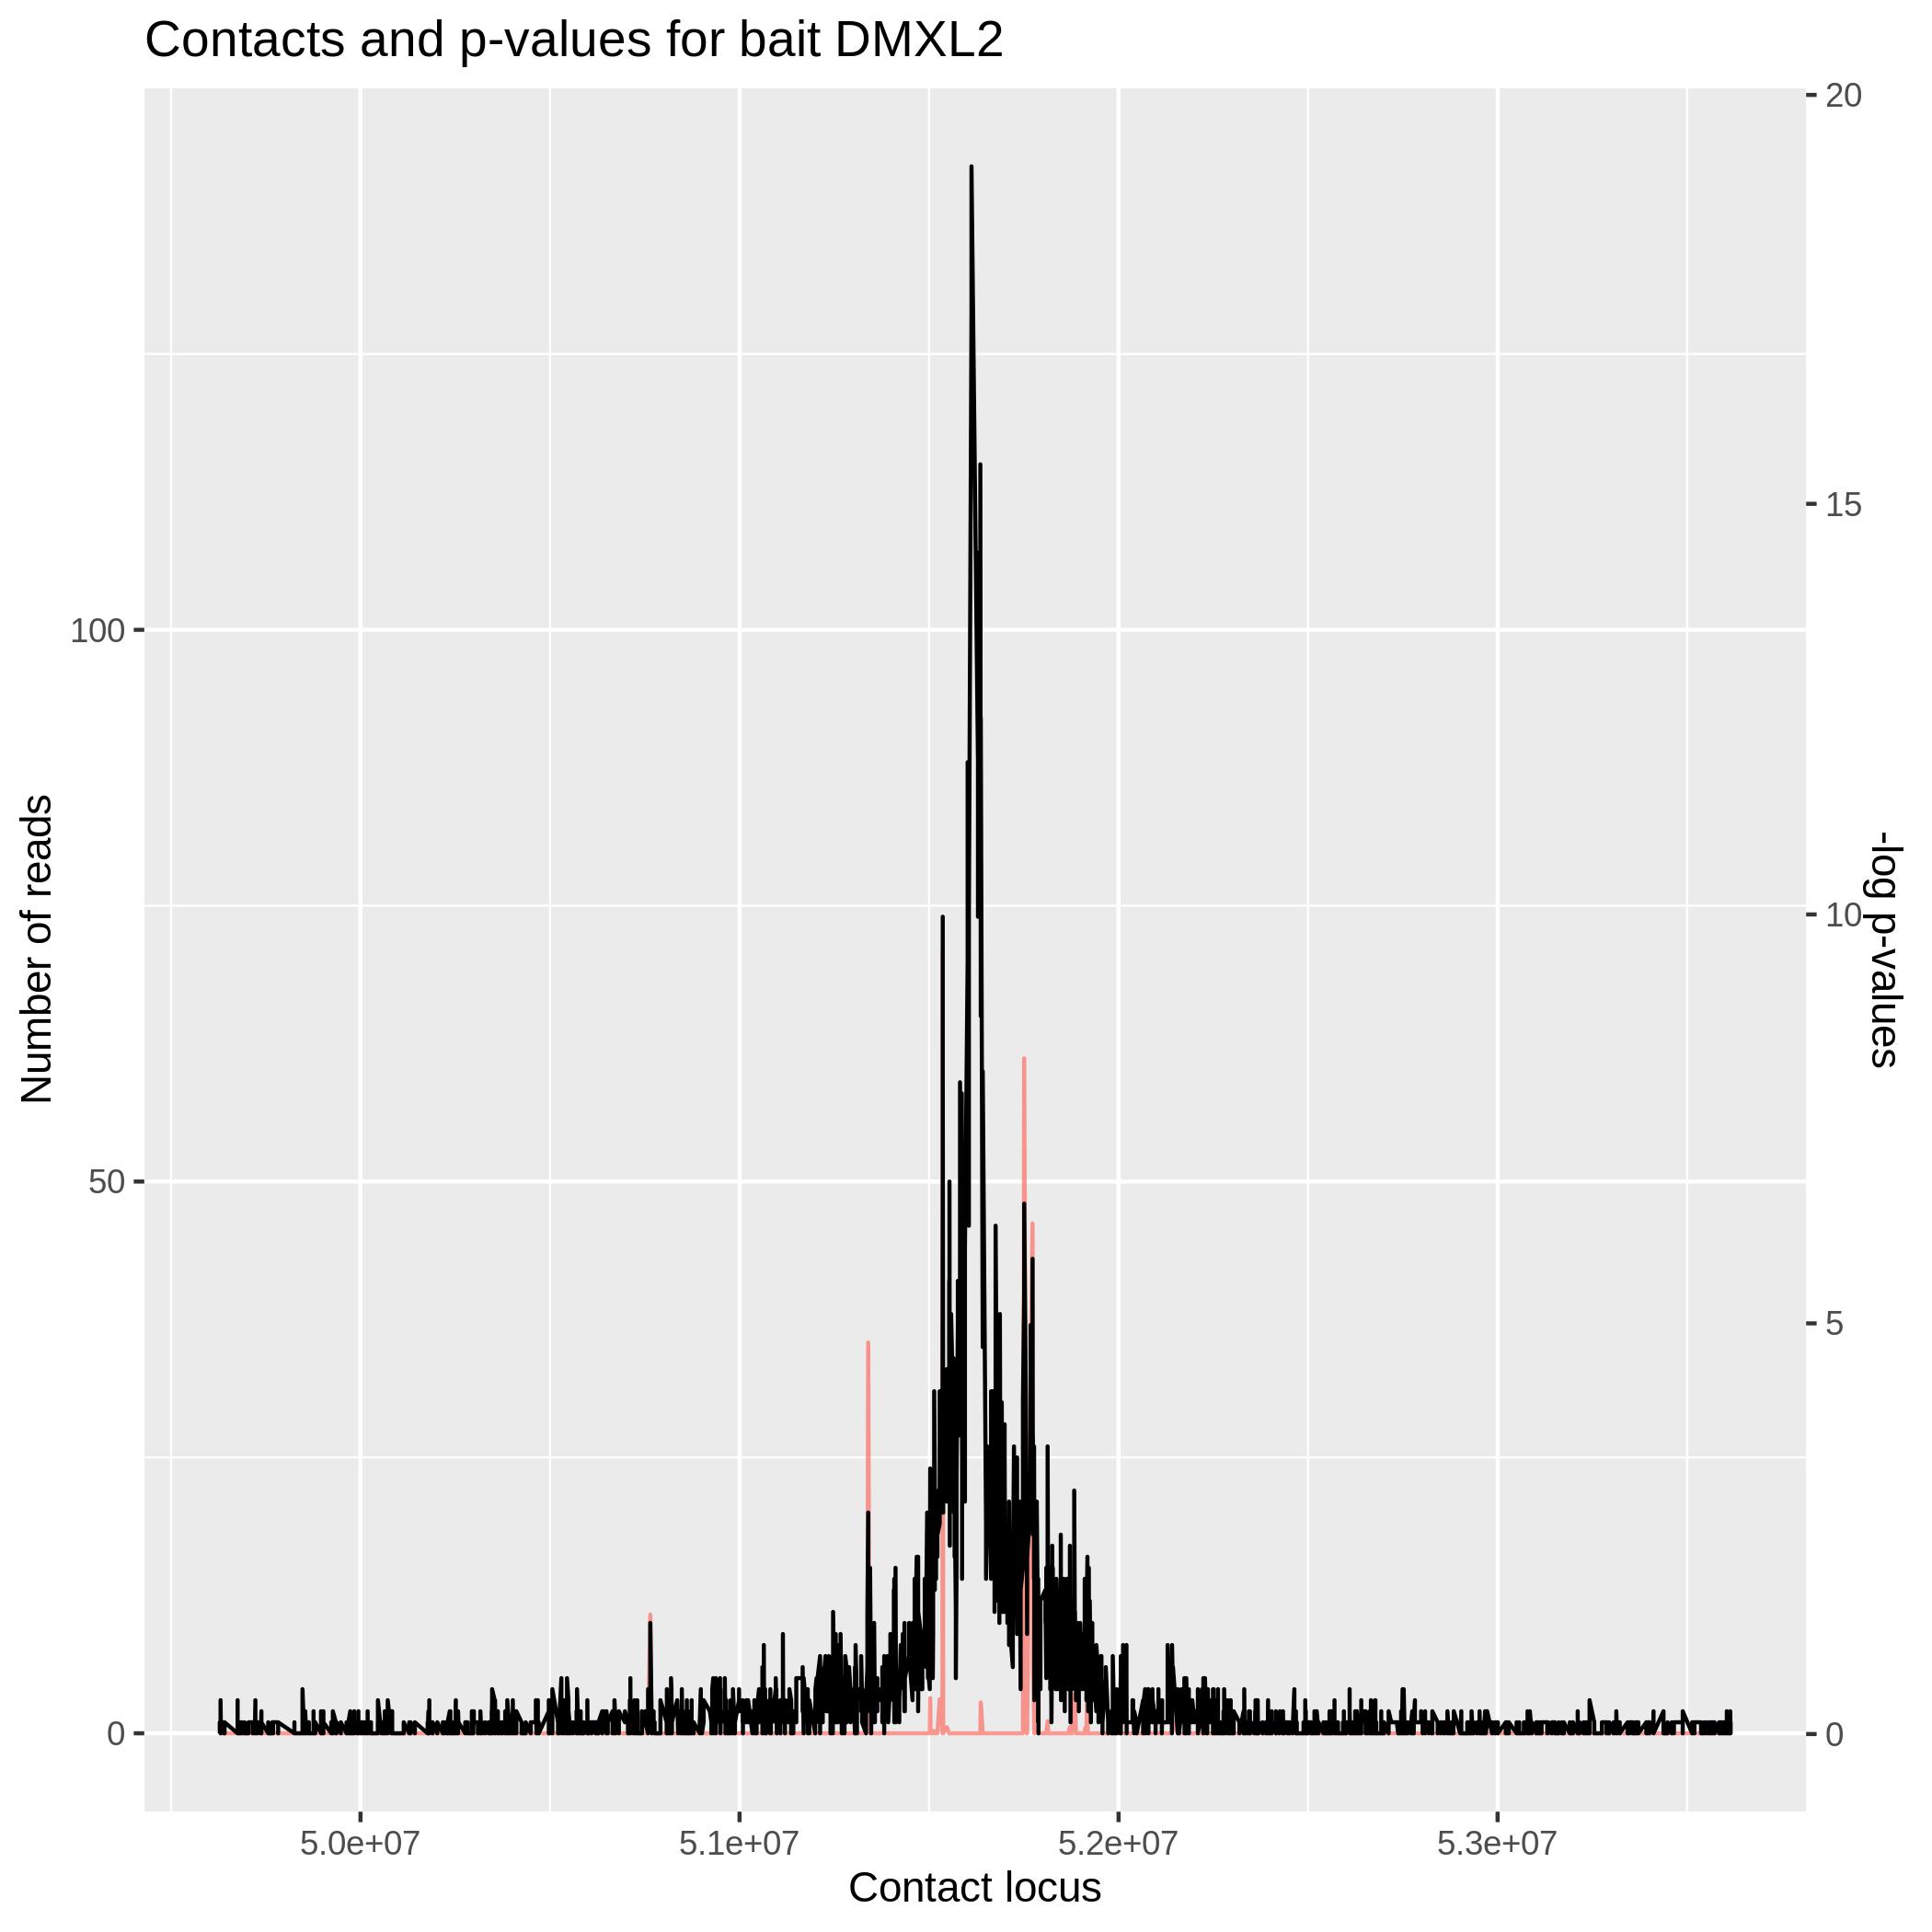 Contacts and p-values for bait DMXL2
Number of reads
100
50
0
20
15
10
5
0
-log p-values
5.0e+07
5.1e+07
5.2e+07
5.3e+07
Contact locus